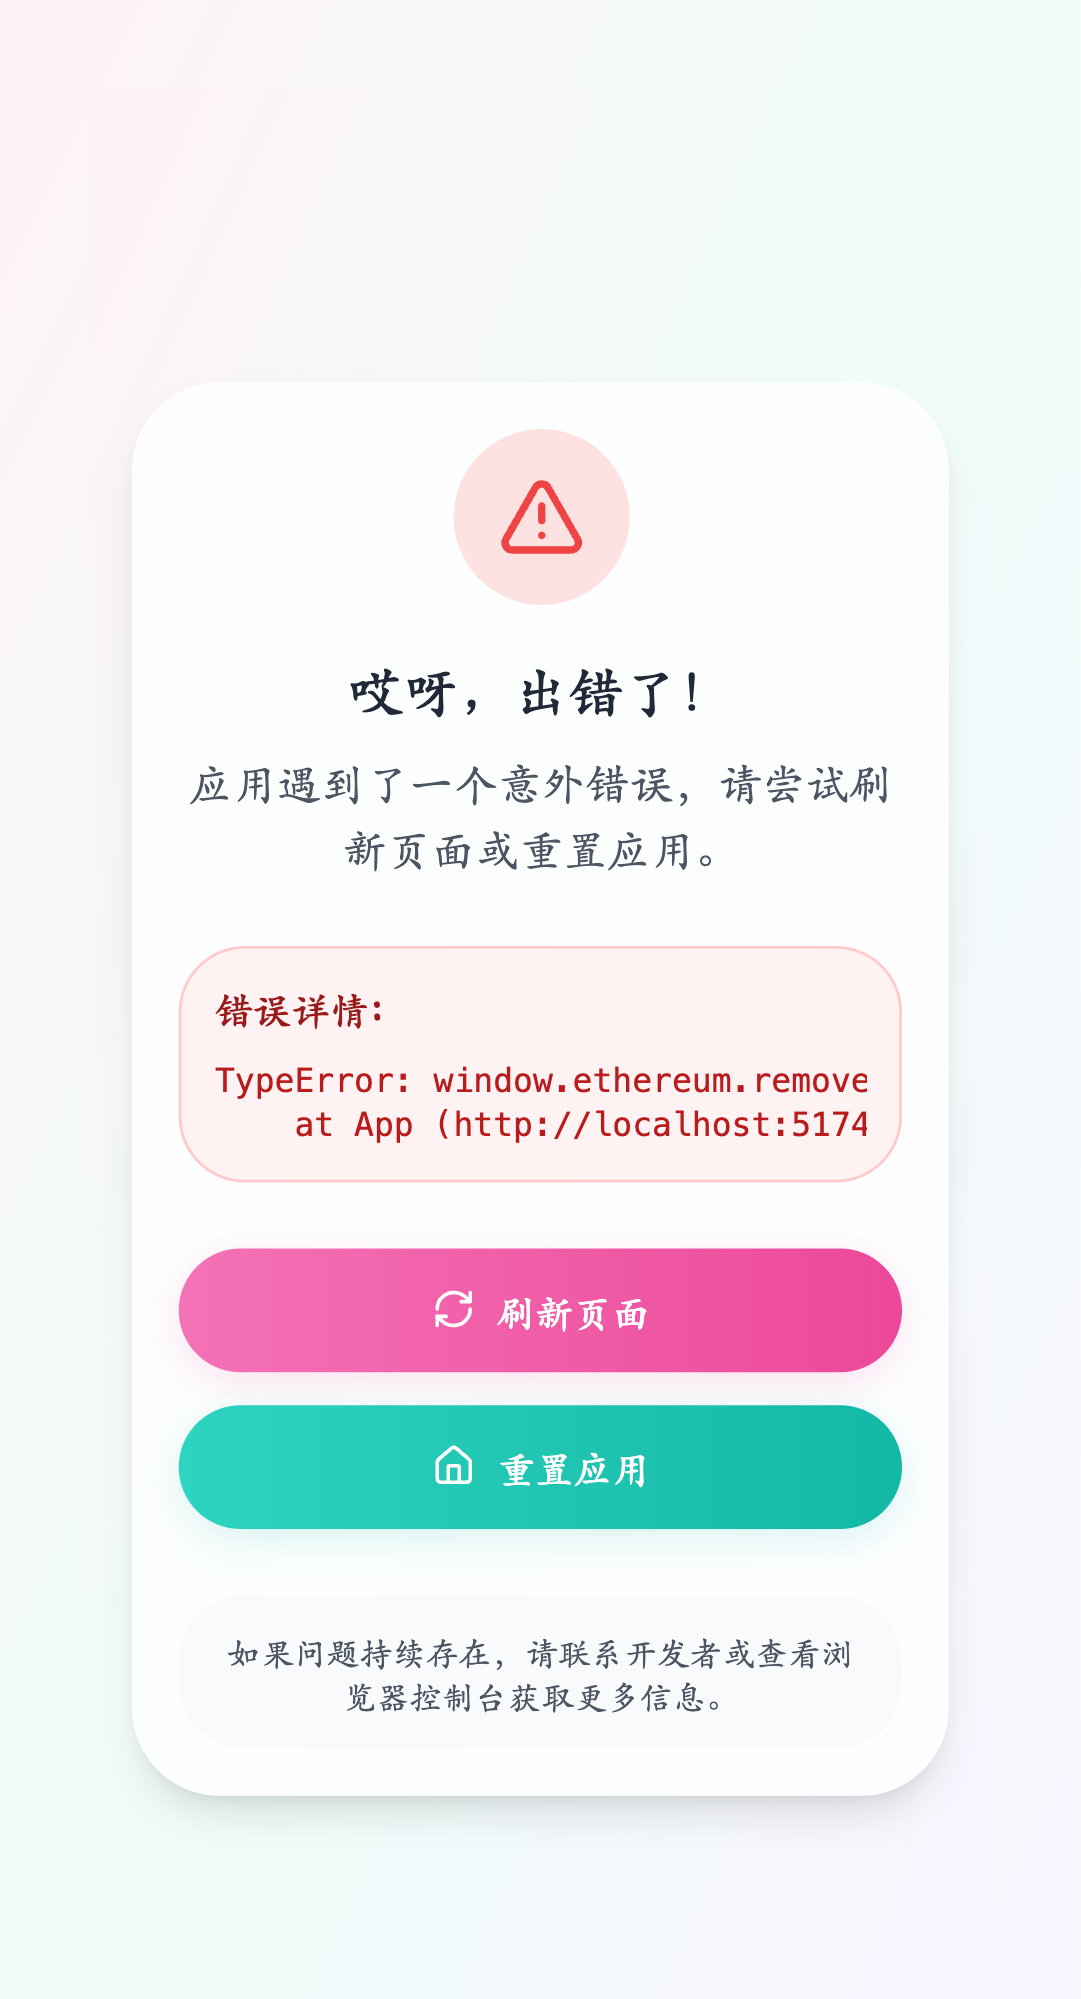 哎呀，出错了！
应用遇到了一个意外错误，请尝试刷
新页面或重置应用。
错误详情：
TypeError: window.ethereum.remove
at App (http://localhost:5174
刷新页面
重置应用
如果问题持续存在，请联系开发者或查看浏
览器控制台获取更多信息。